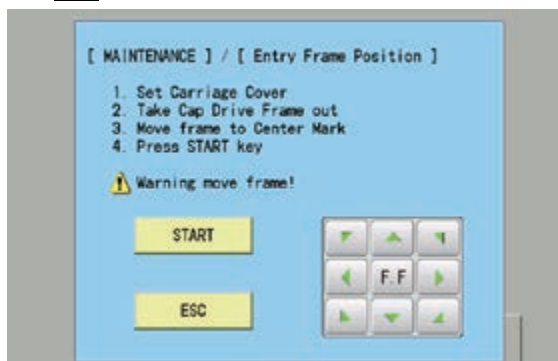 [ MAINTENANCE ] / [ Entry Frame Position ]
1. Set Carriage Cover
2. Take Cap Drive Frame out
3. Move frame to Center Mark
4. Press START key
Warning move frame!
START
F.F
ESC